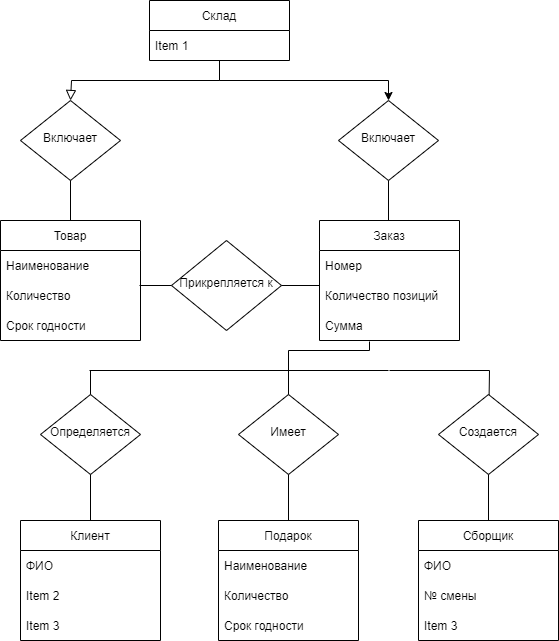 Склад
Item 1
Включает
Включает
Товар
Наименование
Количество
Срок годности
Прикрепляется к
Заказ
Номер
Количество позиций
Сумма
Определяется
Имеет
Создается
Клиент
ФИО
Item 2
Item 3
Подарок
Наименование
Количество
Срок годности
Сборщик
ФИО
№ смены
Item 3